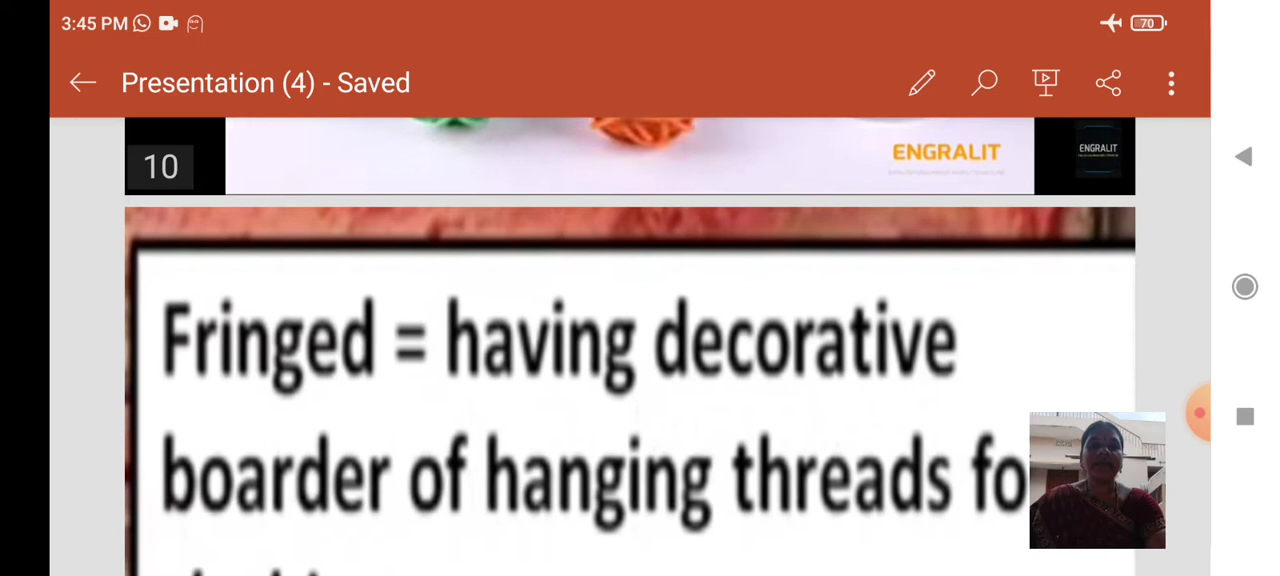 3:45 PM
70
Presentation (4) - Saved
10
ENGRALIT
ENGRALIT
Fringed = having decorative
boarder of hanging threads fo